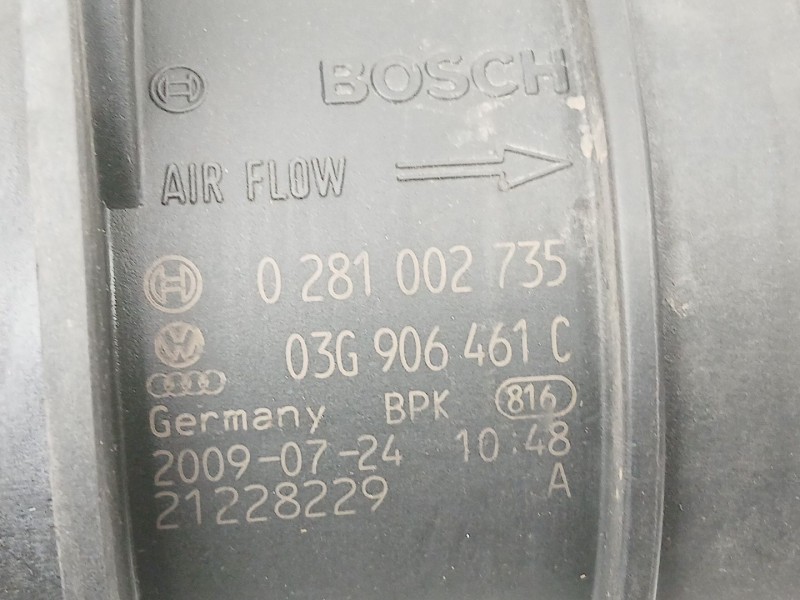 BOSCH
AIR FLOW
0 281 002 735
03G 906 461 C
Germany BPK 816
2009-07-24 10:48
21228229 A